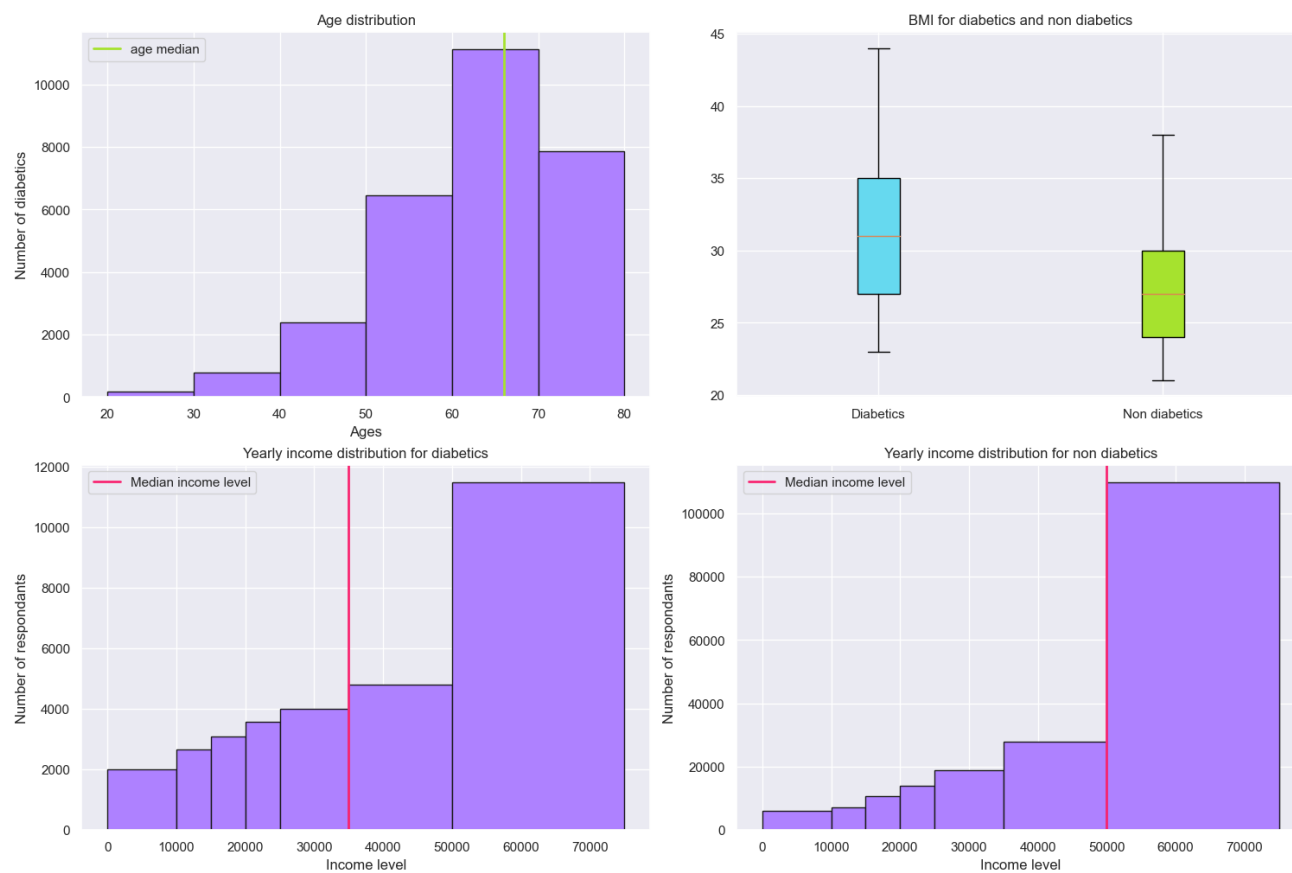 Age distribution
age median
10000
8000
6000
4000
2000
0
Number of diabetics
20 30 40 50 60 70 80
Ages
BMI for diabetics and non diabetics
45
40
35
30
25
20
Diabetics Non diabetics
Yearly income distribution for diabetics
Median income level
12000
10000
8000
6000
4000
2000
0
Number of respondants
0 10000 20000 30000 40000 50000 60000 70000
Income level
Yearly income distribution for non diabetics
Median income level
100000
80000
60000
40000
20000
0
Number of respondants
0 10000 20000 30000 40000 50000 60000 70000
Income level